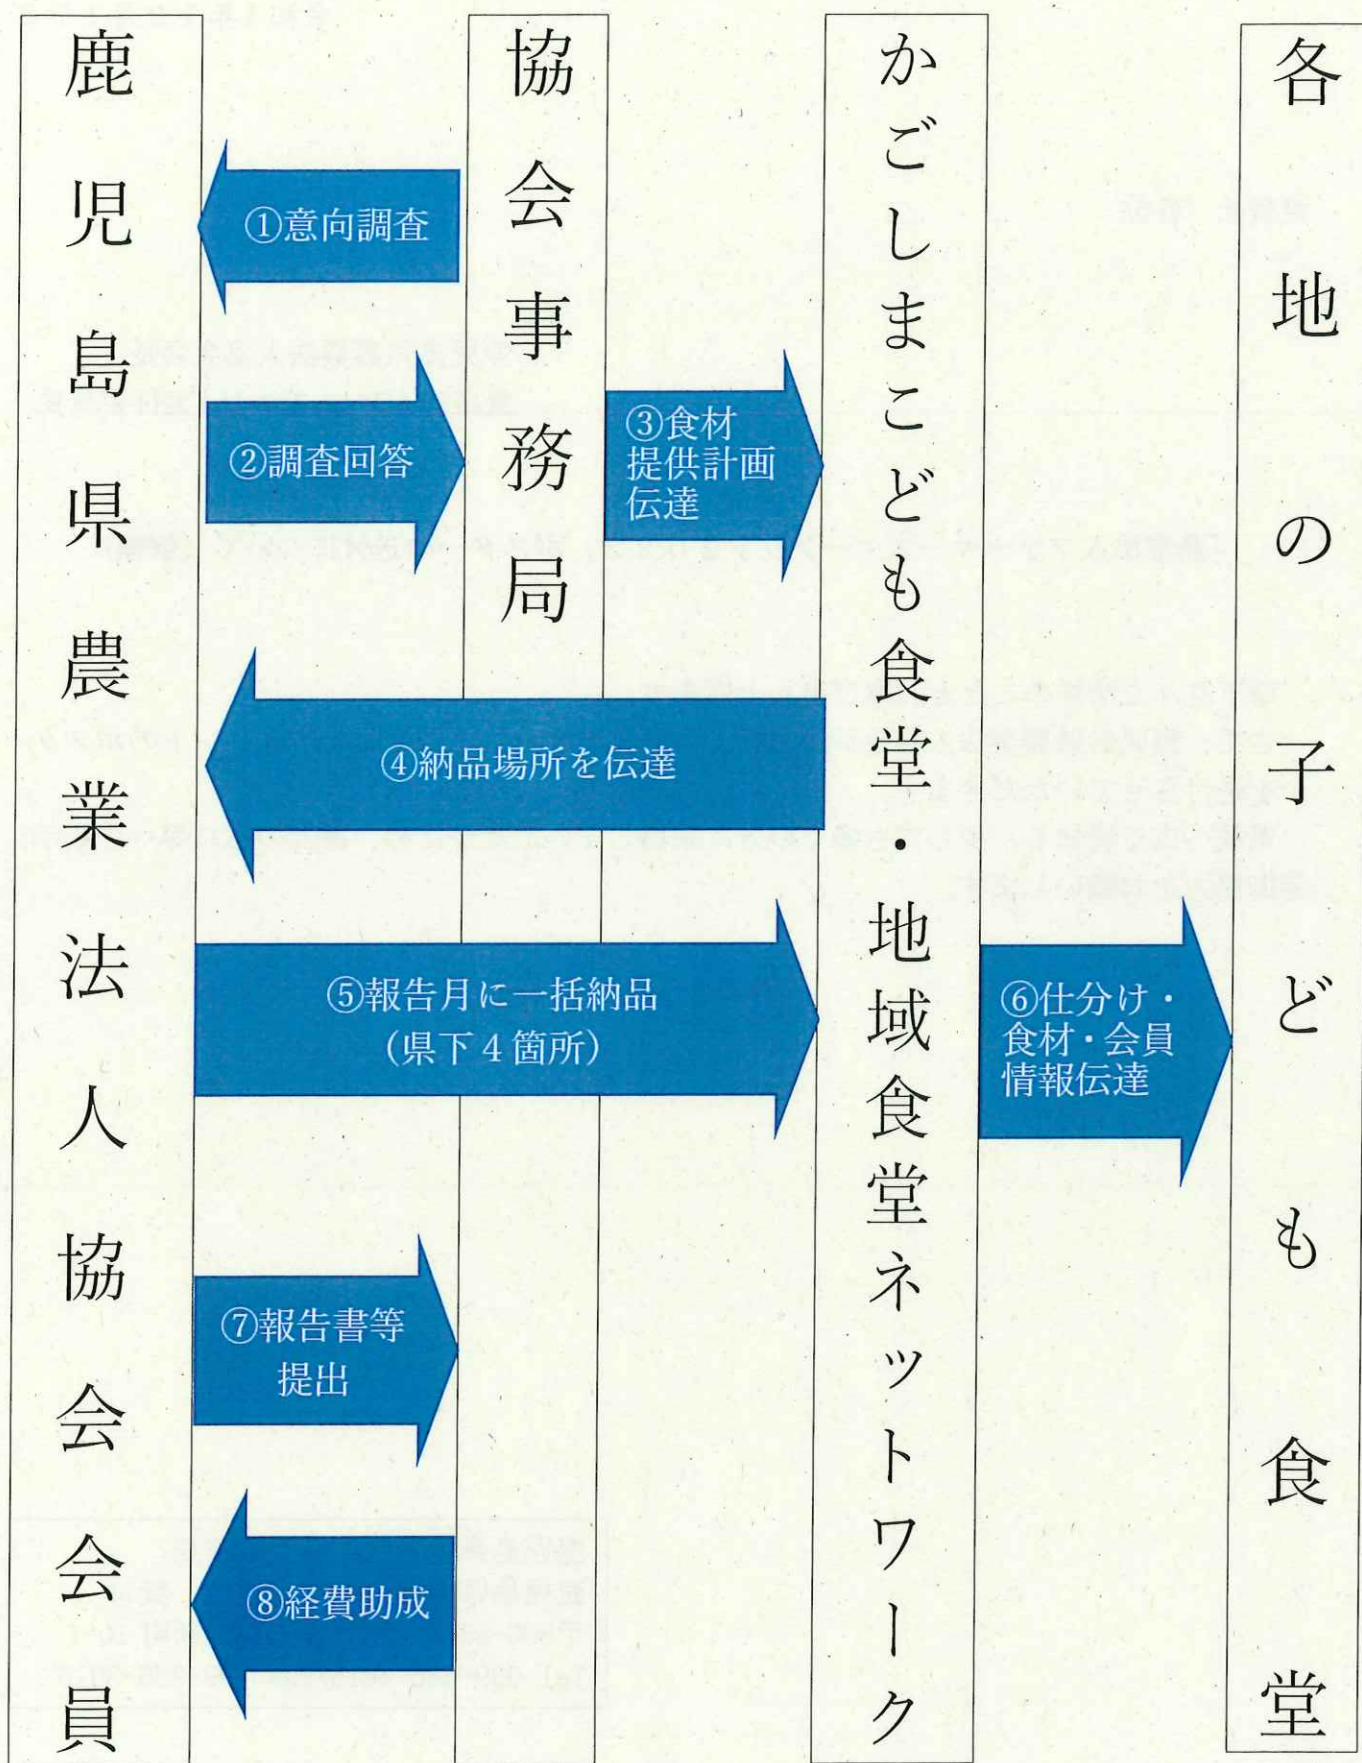 鹿児島県農業法人協会会員
協会事務局
かごしまこども食堂・地域食堂ネットワーク
各地の子ども食堂
①意向調査
②調査回答
③食材
提供計画
伝達
④納品場所を伝達
⑤報告月に一括納品
（県下４箇所）
⑥仕分け・
食材・会員
情報伝達
⑦報告書等
提出
⑧経費助成